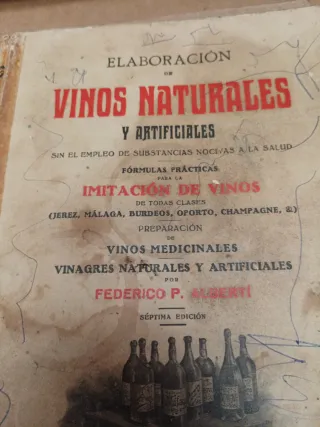 ELABORACIÓN
DE
VINOS NATURALES
Y ARTIFICIALES
SIN EL EMPLEO DE SUBSTANCIAS NOCIVAS A LA SALUD
FÓRMULAS PRÁCTICAS
PARA LA
IMITACIÓN DE VINOS
DE TODAS CLASES
(JEREZ, MÁLAGA, BURDEOS, OPORTO, CHAMPAGNE, &)
PREPARACIÓN
DE
VINOS MEDICINALES
VINAGRES NATURALES Y ARTIFICIALES
POR
FEDERICO P. ALBERTÍ
SÉPTIMA EDICIÓN